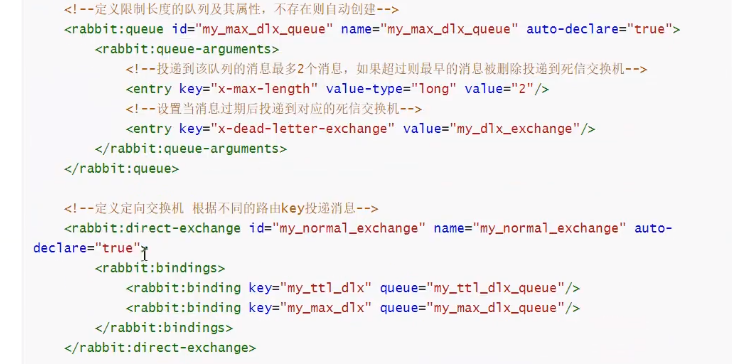 <!--定义限制长度的队列及其属性，不存在则自动创建-->
<rabbit:queue id="my_max_dlx_queue" name="my_max_dlx_queue" auto-declare="true">
<rabbit:queue-arguments>
<!--投递到该队列的消息最多2个消息，如果超过则最早的消息被删除投递到死信交换机-->
<entry key="x-max-length" value-type="long" value="2"/>
<!--设置当消息过期后投递到对应的死信交换机-->
<entry key="x-dead-letter-exchange" value="my_dlx_exchange"/>
</rabbit:queue-arguments>
</rabbit:queue>
<!--定义定向交换机 根据不同的路由key投递消息-->
<rabbit:direct-exchange id="my_normal_exchange" name="my_normal_exchange" auto-
declare="true">
<rabbit:bindings>
<rabbit:binding key="my_ttl_dlx" queue="my_ttl_dlx_queue"/>
<rabbit:binding key="my_max_dlx" queue="my_max_dlx_queue"/>
</rabbit:bindings>
</rabbit:direct-exchange>